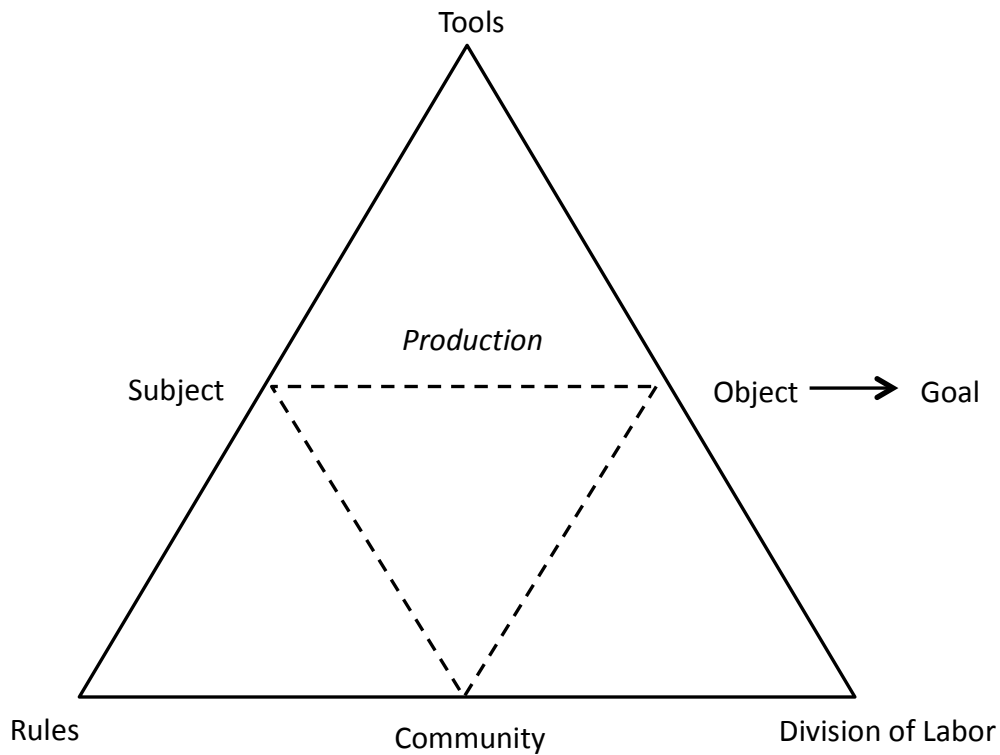 Tools
Production
Subject
Object
Goal
Rules
Community
Division of Labor